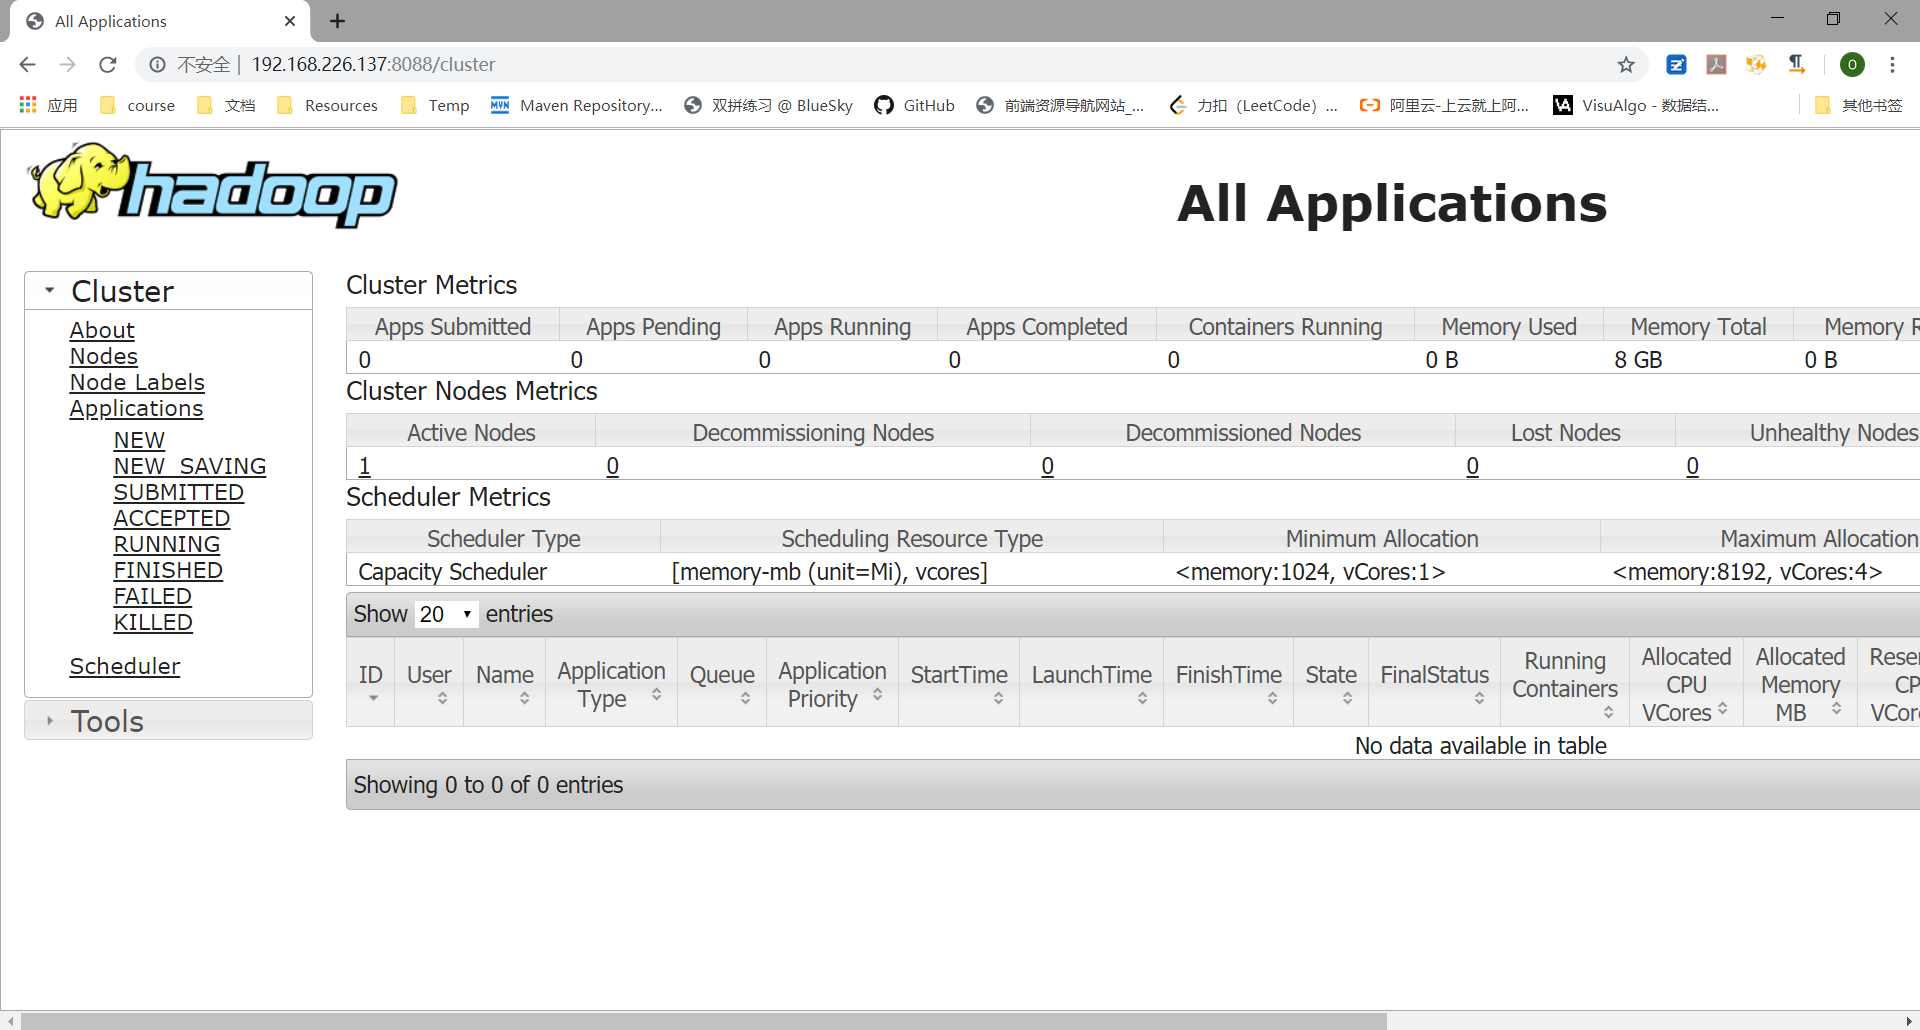 All Applications
不安全 | 192.168.226.137:8088/cluster
O
应用 course 文档 Resources Temp Maven Repository... 双拼练习 @ BlueSky GitHub 前端资源导航网站_... 力扣（LeetCode）... 阿里云-上云就上阿... VisuAlgo - 数据结... 其他书签
hadoop
All Applications
Cluster
About
Nodes
Node Labels
Applications
NEW
NEW_SAVING
SUBMITTED
ACCEPTED
RUNNING
FINISHED
FAILED
KILLED
Scheduler
Tools
Cluster Metrics
Apps Submitted Apps Pending Apps Running Apps Completed Containers Running Memory Used Memory Total Memory R
0 0 0 0 0 0 B 8 GB 0 B
Cluster Nodes Metrics
Active Nodes Decommissioning Nodes Decommissioned Nodes Lost Nodes Unhealthy Nodes
1 0 0 0 0
Scheduler Metrics
Scheduler Type Scheduling Resource Type Minimum Allocation Maximum Allocation
Capacity Scheduler [memory-mb (unit=Mi), vcores] <memory:1024, vCores:1> <memory:8192, vCores:4>
Show 20 entries
ID User Name Application Type Queue Application Priority StartTime LaunchTime FinishTime State FinalStatus Running Containers Allocated CPU VCores Allocated Memory MB Reser CP VCor
No data available in table
Showing 0 to 0 of 0 entries